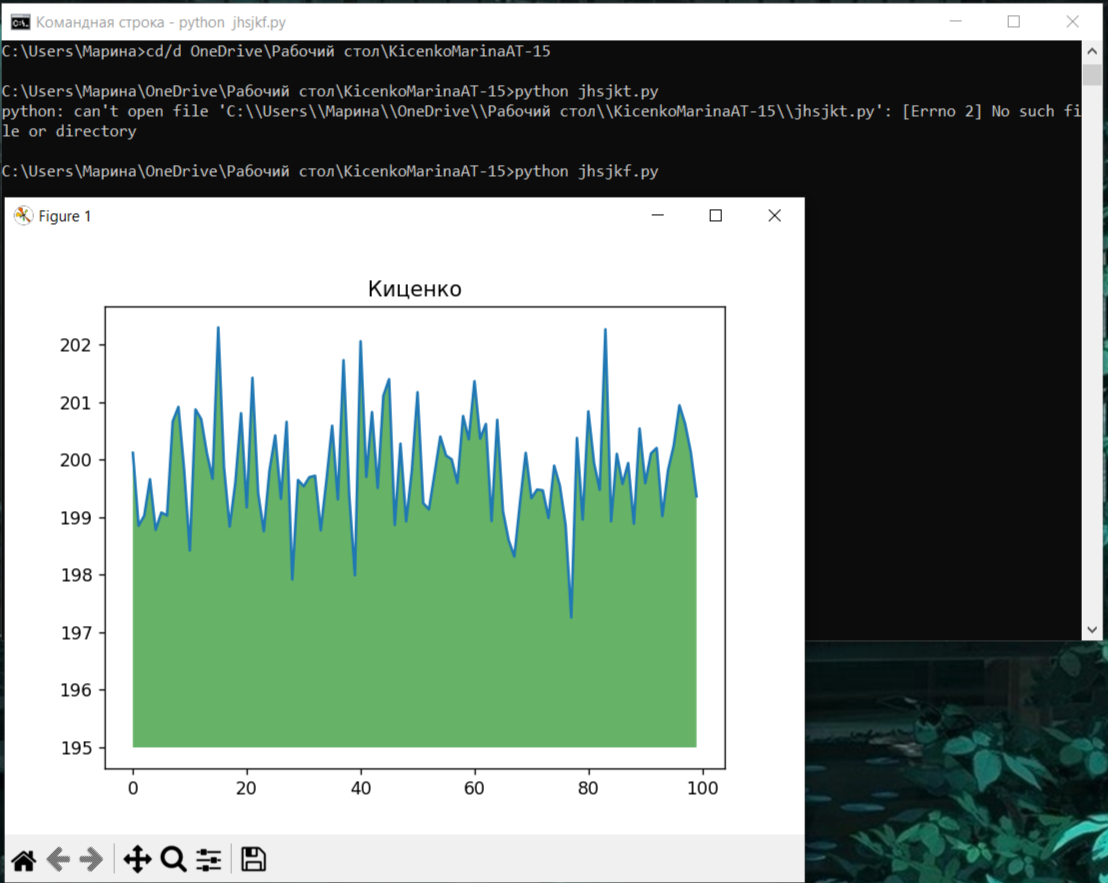 Командная строка - python jhsjkf.py
C:\Users\Марина>cd/d OneDrive\Рабочий стол\KicenkoMarinaAT-15
C:\Users\Марина\OneDrive\Рабочий стол\KicenkoMarinaAT-15>python jhsjkt.py
python: can't open file 'C:\\Users\\Марина\\OneDrive\\Рабочий стол\\KicenkoMarinaAT-15\\jhsjkt.py': [Errno 2] No such fi
le or directory
C:\Users\Марина\OneDrive\Рабочий стол\KicenkoMarinaAT-15>python jhsjkf.py
Figure 1
Киценко
202
201
200
199
198
197
196
195
0 20 40 60 80 100